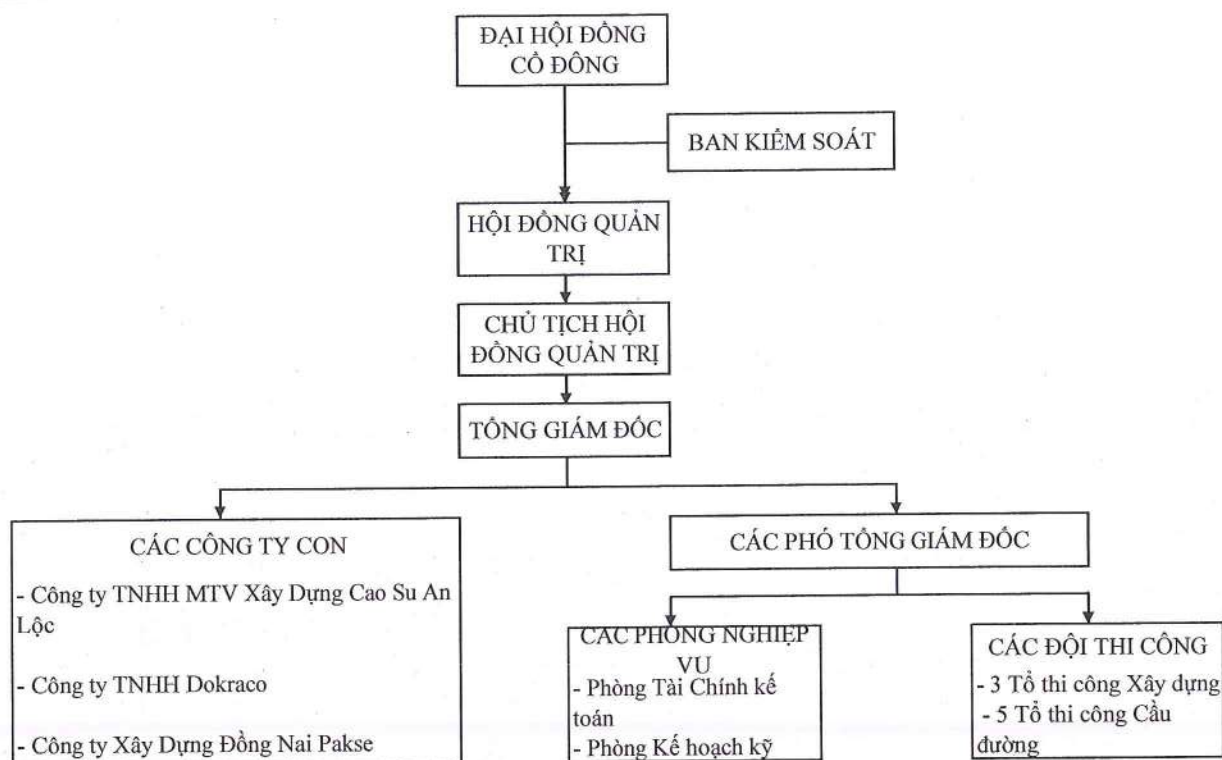 ĐẠI HỘI ĐỒNG
CỔ ĐÔNG
BAN KIỂM SOÁT
HỘI ĐỒNG QUẢN
TRỊ
CHỦ TỊCH HỘI
ĐỒNG QUẢN TRỊ
TỔNG GIÁM ĐỐC
CÁC CÔNG TY CON
- Công ty TNHH MTV Xây Dựng Cao Su An
Lộc
- Công ty TNHH Dokraco
- Công ty Xây Dựng Đồng Nai Pakse
CÁC PHÓ TỔNG GIÁM ĐỐC
CÁC PHÒNG NGHIỆP
VỤ
- Phòng Tài Chính kế
toán
- Phòng Kế hoạch kỹ
CÁC ĐỘI THI CÔNG
- 3 Tổ thi công Xây dựng
- 5 Tổ thi công Cầu
đường